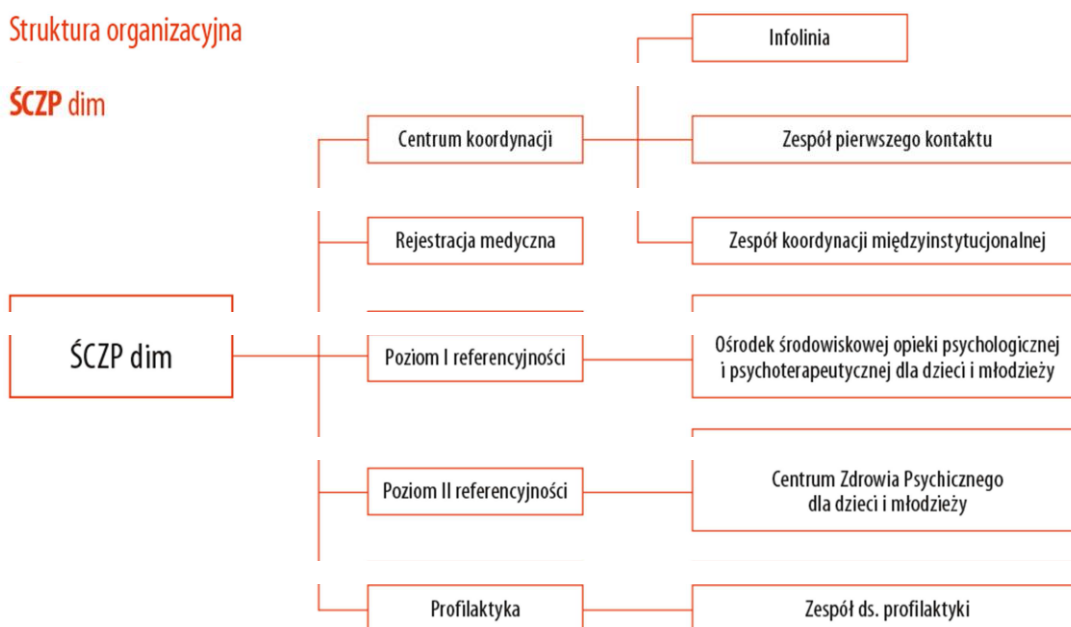 Struktura organizacyjna
ŚCZP dim
Infolinia
Centrum koordynacji
Zespół pierwszego kontaktu
Rejestracja medyczna
Zespół koordynacji międzyinstytucjonalnej
ŚCZP dim
Poziom I referencyjności
Ośrodek środowiskowej opieki psychologicznej
i psychoterapeutycznej dla dzieci i młodzieży
Poziom II referencyjności
Centrum Zdrowia Psychicznego
dla dzieci i młodzieży
Profilaktyka
Zespół ds. profilaktyki